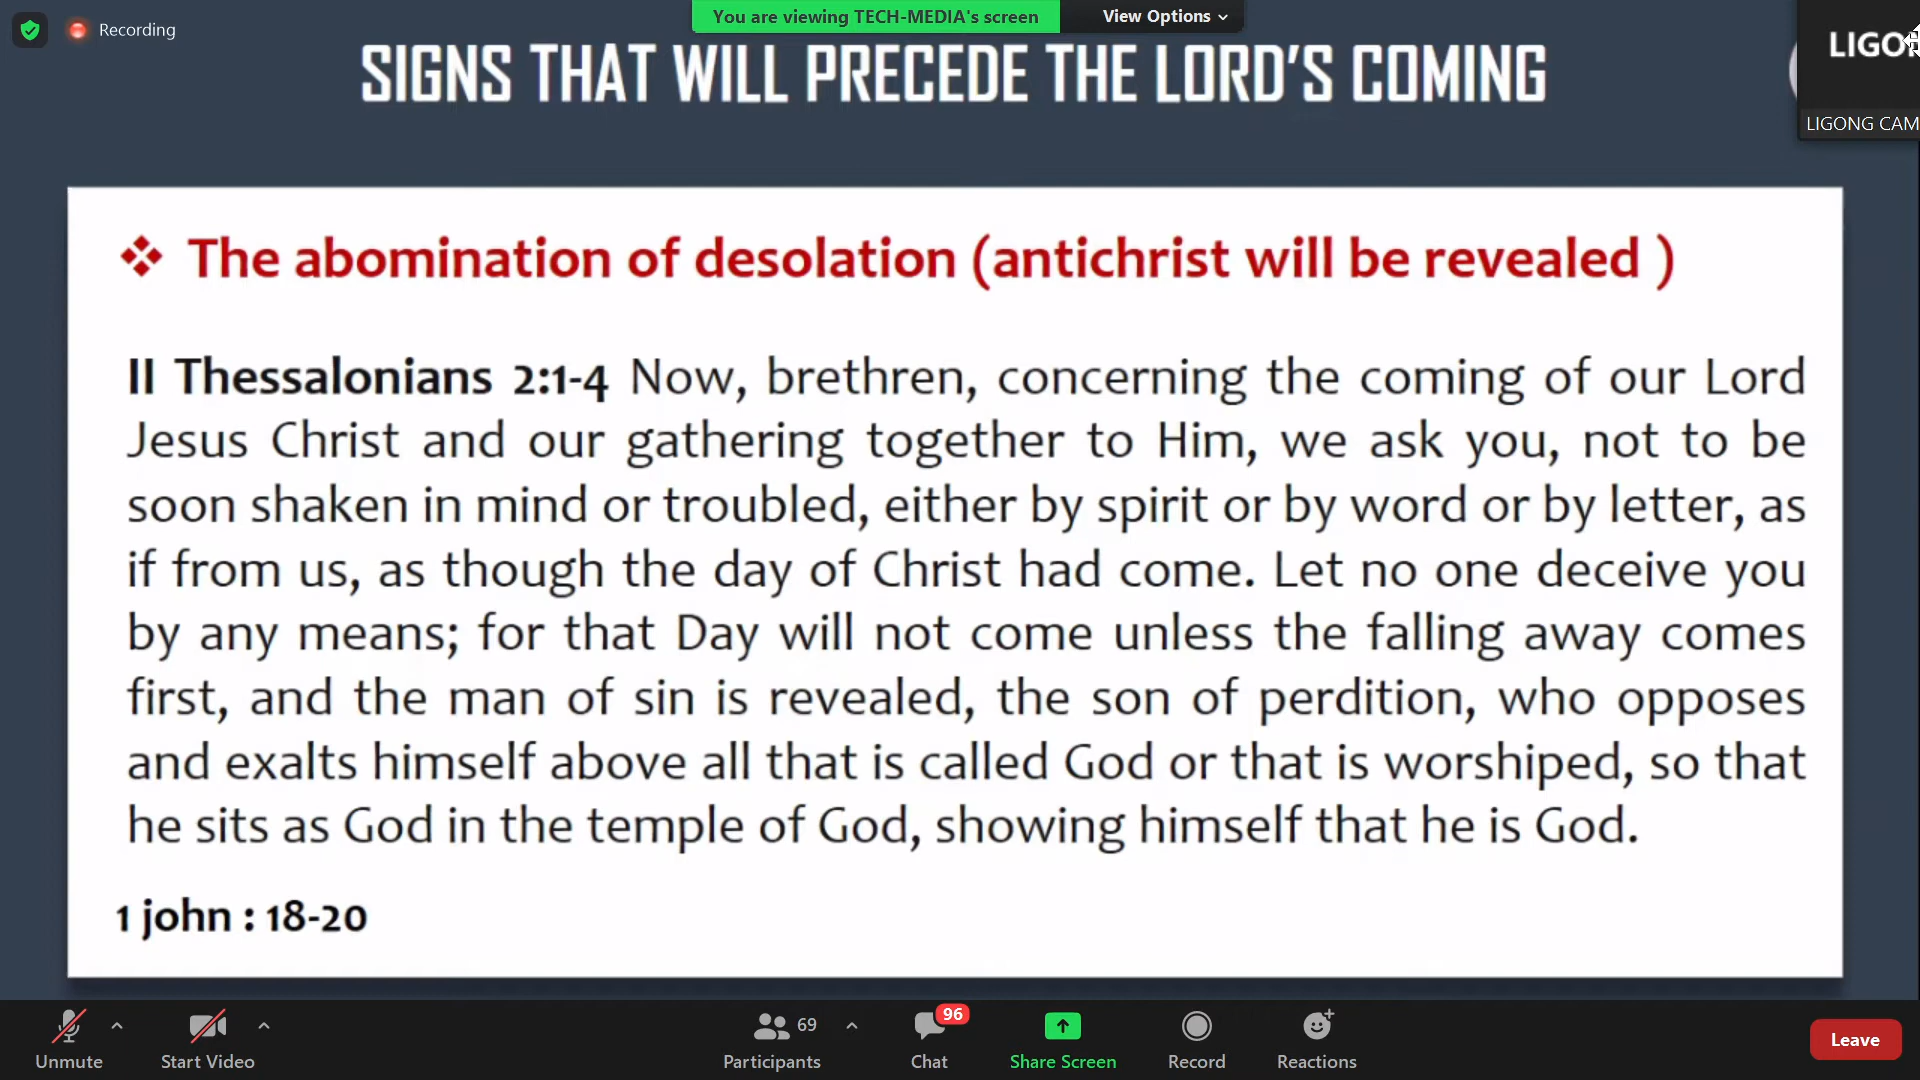 You are viewing TECH-MEDIA's screen
View Options
Recording
SIGNS THAT WILL PRECEDE THE LORD'S COMING
LIGONG CAM
❖ The abomination of desolation (antichrist will be revealed )
II Thessalonians 2:1-4 Now, brethren, concerning the coming of our Lord
Jesus Christ and our gathering together to Him, we ask you, not to be
soon shaken in mind or troubled, either by spirit or by word or by letter, as
if from us, as though the day of Christ had come. Let no one deceive you
by any means; for that Day will not come unless the falling away comes
first, and the man of sin is revealed, the son of perdition, who opposes
and exalts himself above all that is called God or that is worshiped, so that
he sits as God in the temple of God, showing himself that he is God.
1 john : 18-20
Unmute
Start Video
69
Participants
96
Chat
Share Screen
Record
Reactions
Leave